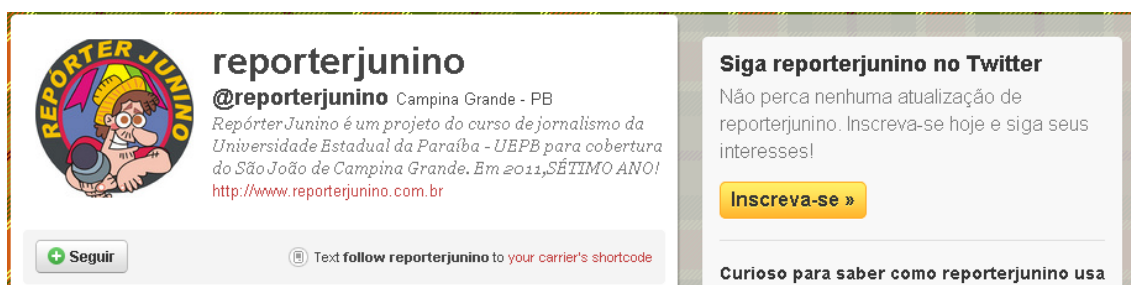 REPÓRTER JUNINO
reporterjunino
@reporterjunino Campina Grande - PB
Repórter Junino é um projeto do curso de jornalismo da
Universidade Estadual da Paraíba - UEPB para cobertura
do São João de Campina Grande. Em 2011,SÉTIMO ANO!
http://www.reporterjunino.com.br
Seguir
Text follow reporterjunino to your carrier's shortcode
Siga reporterjunino no Twitter
Não perca nenhuma atualização de
reporterjunino. Inscreva-se hoje e siga seus
interesses!
Inscreva-se »
Curioso para saber como reporterjunino usa